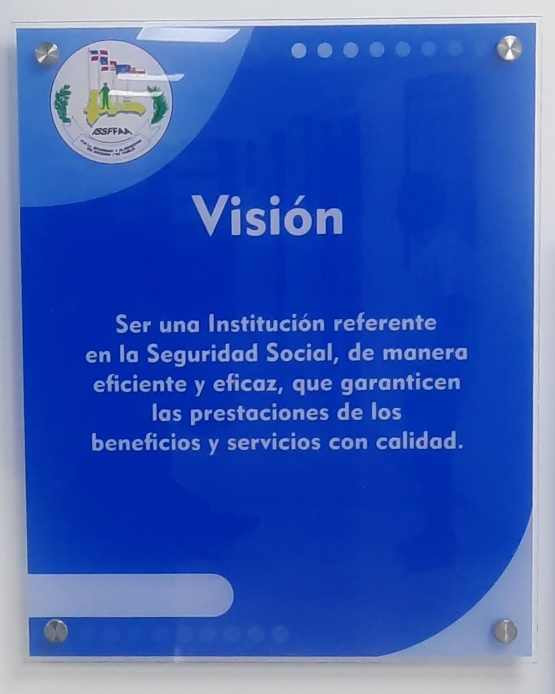 ISSFFAA
Visión
Ser una Institución referente
en la Seguridad Social, de manera
eficiente y eficaz, que garanticen
las prestaciones de los
beneficios y servicios con calidad.